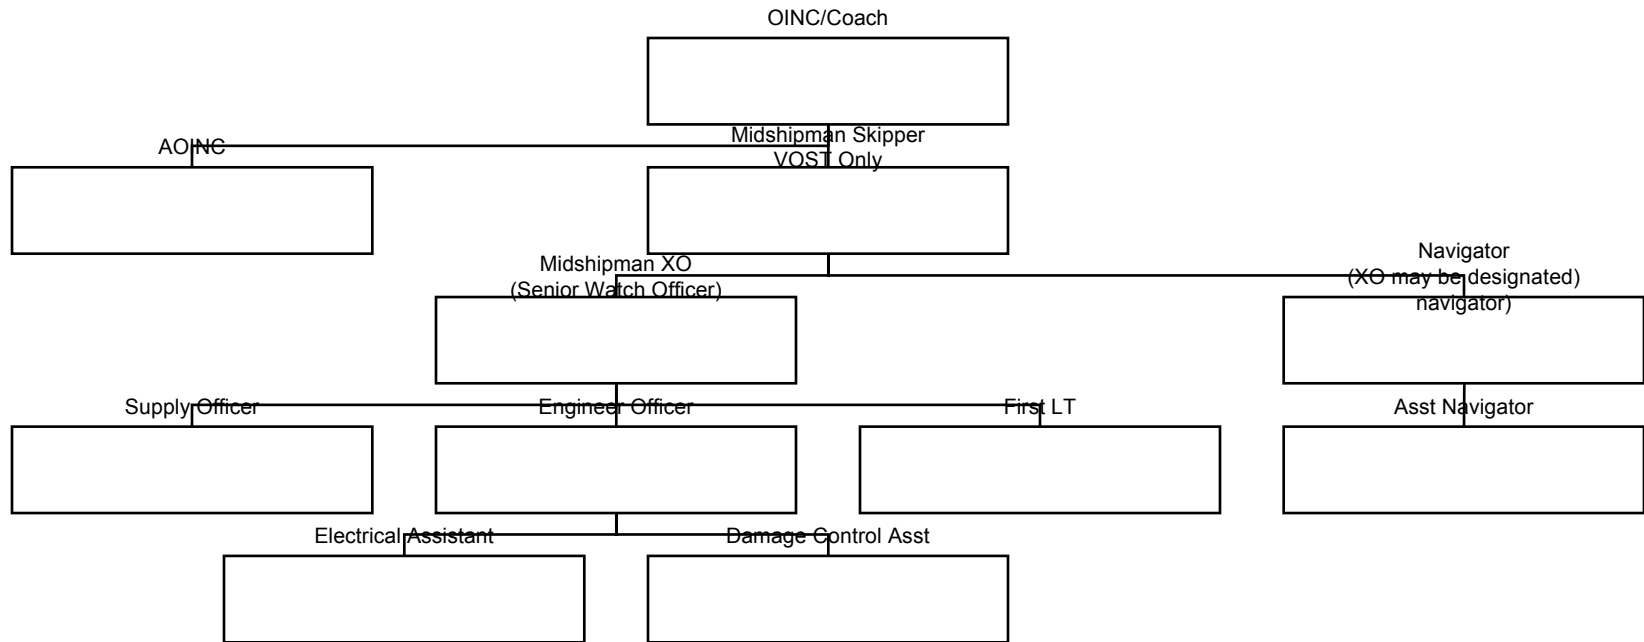 OINC/Coach
AOINC
Midshipman Skipper
VOST Only
Midshipman XO
(Senior Watch Officer)
Navigator
(XO may be designated)
navigator)
Supply Officer
Engineer Officer
First LT
Asst Navigator
Electrical Assistant
Damage Control Asst